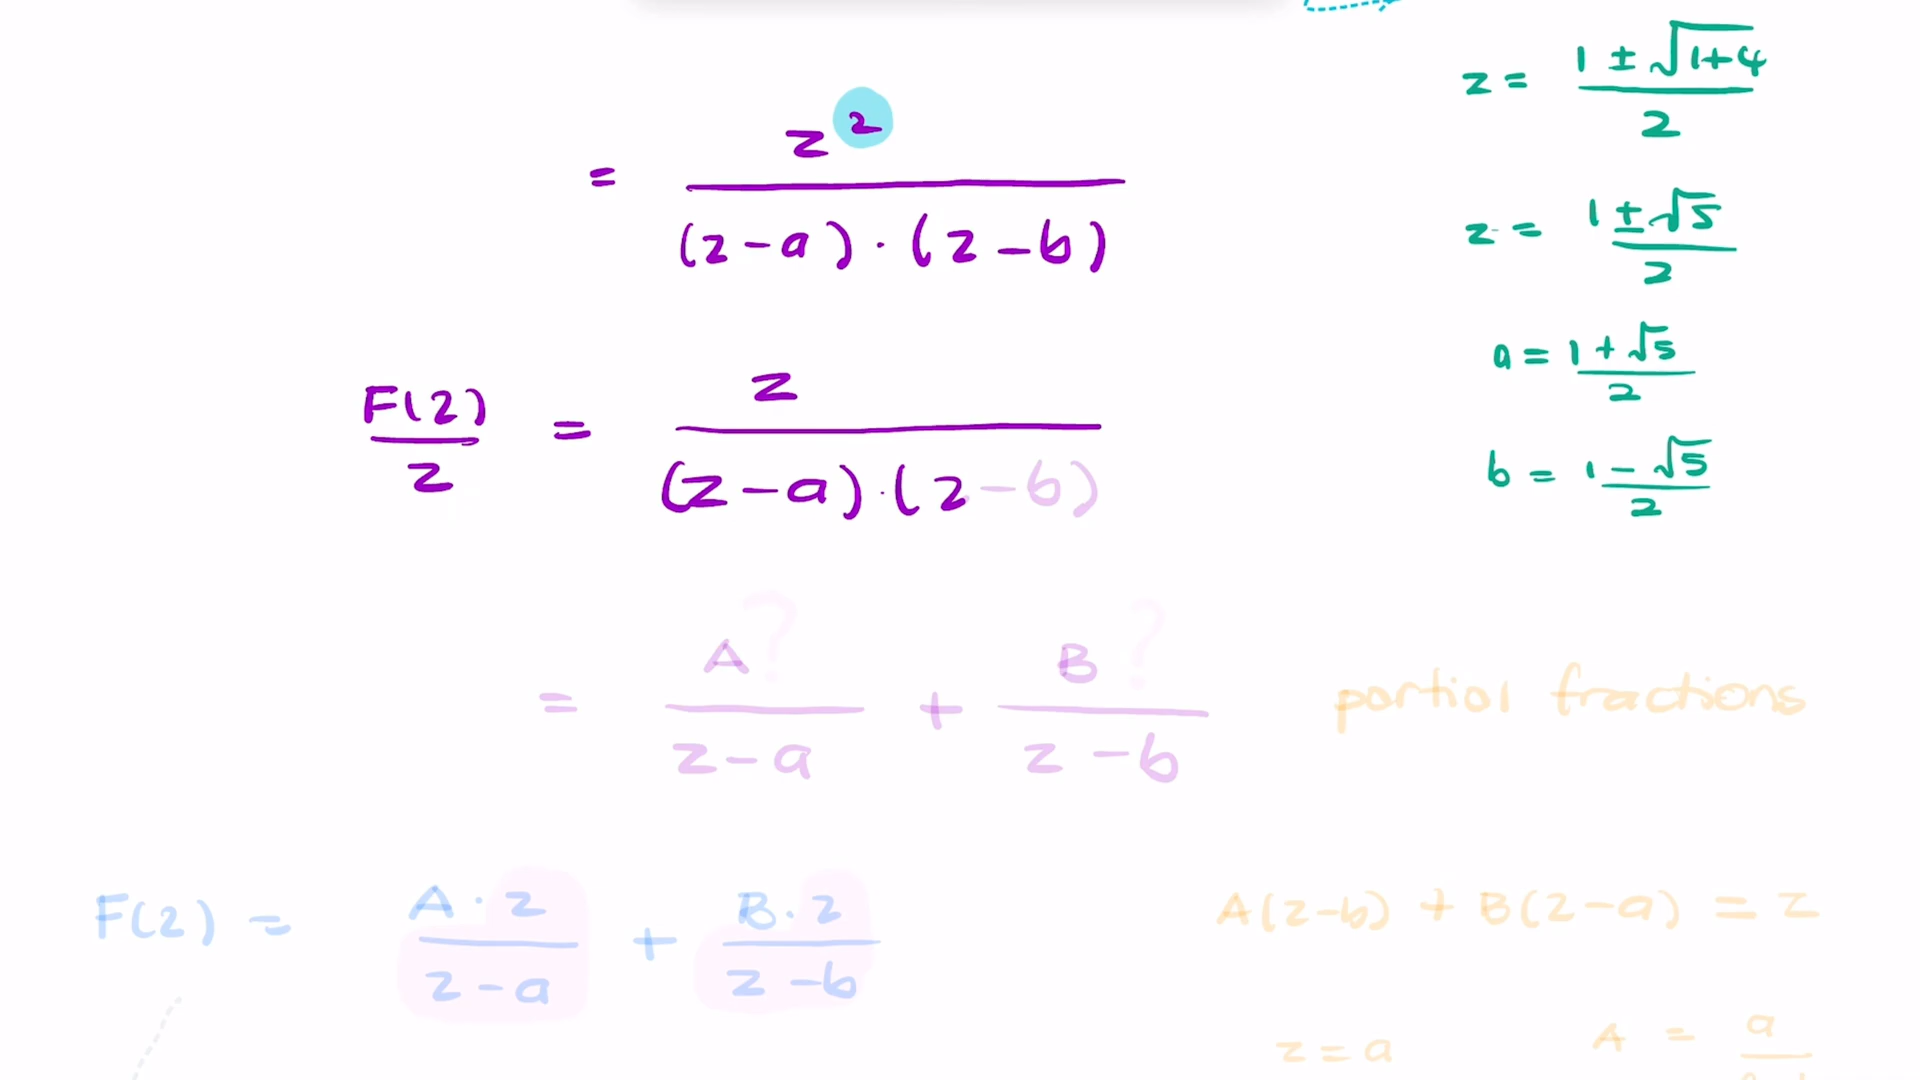 z = (1 ± √(1+4)) / 2
= z² / ((z-a)·(z-b))
z = (1 ± √5) / 2
a = (1 + √5) / 2
F(z)/z = z / ((z-a)·(z-b))
b = (1 - √5) / 2
= A? / (z-a) + B? / (z-b)
partial fractions
F(z) = A·z / (z-a) + B·z / (z-b)
A(z-b) + B(z-a) = z
z = a
A = a